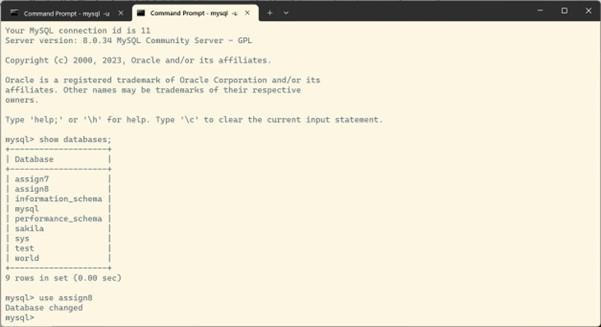 Command Prompt - mysql -u
Command Prompt - mysql -u
Your MySQL connection id is 11
Server version: 8.0.34 MySQL Community Server - GPL
Copyright (c) 2000, 2023, Oracle and/or its affiliates.
Oracle is a registered trademark of Oracle Corporation and/or its
affiliates. Other names may be trademarks of their respective
owners.
Type 'help;' or '\h' for help. Type '\c' to clear the current input statement.
mysql> show databases;
+--------------------+
| Database           |
+--------------------+
| assign7            |
| assign8            |
| information_schema |
| mysql              |
| performance_schema |
| sakila             |
| sys                |
| test               |
| world              |
+--------------------+
9 rows in set (0.00 sec)
mysql> use assign8
Database changed
mysql>